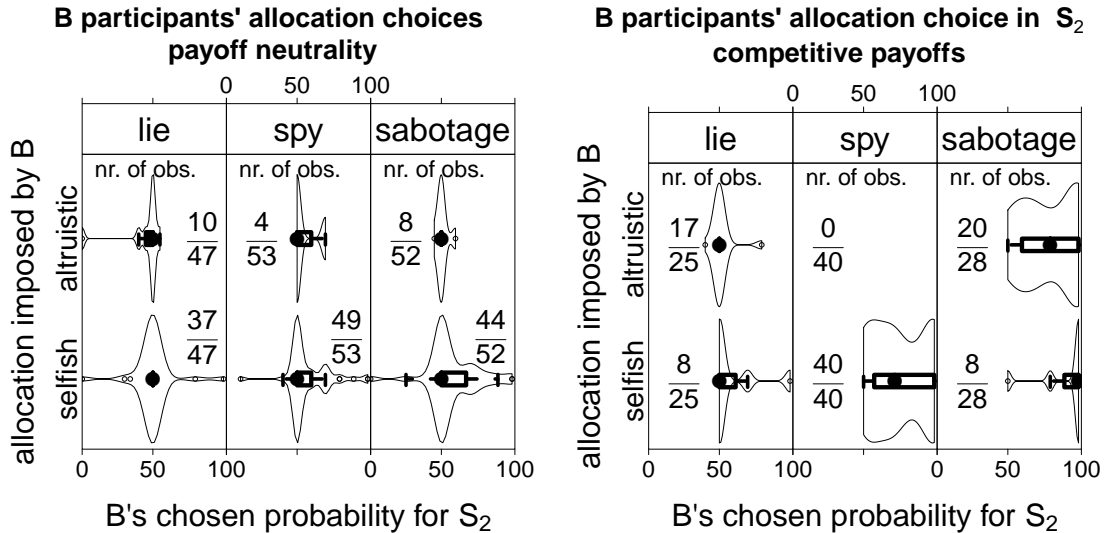 B participants' allocation choices
payoff neutrality
0 50 100
lie spy sabotage
nr. of obs. nr. of obs. nr. of obs.
allocation imposed by B
altruistic
10/47 4/53 8/52
selfish
37/47 49/53 44/52
0 50 0 50 100
B's chosen probability for S2
B participants' allocation choice in S2
competitive payoffs
0 50 100
lie spy sabotage
nr. of obs. nr. of obs. nr. of obs.
allocation imposed by B
altruistic
17/25 0/40 20/28
selfish
8/25 40/40 8/28
0 50 100 0 50 100
B's chosen probability for S2